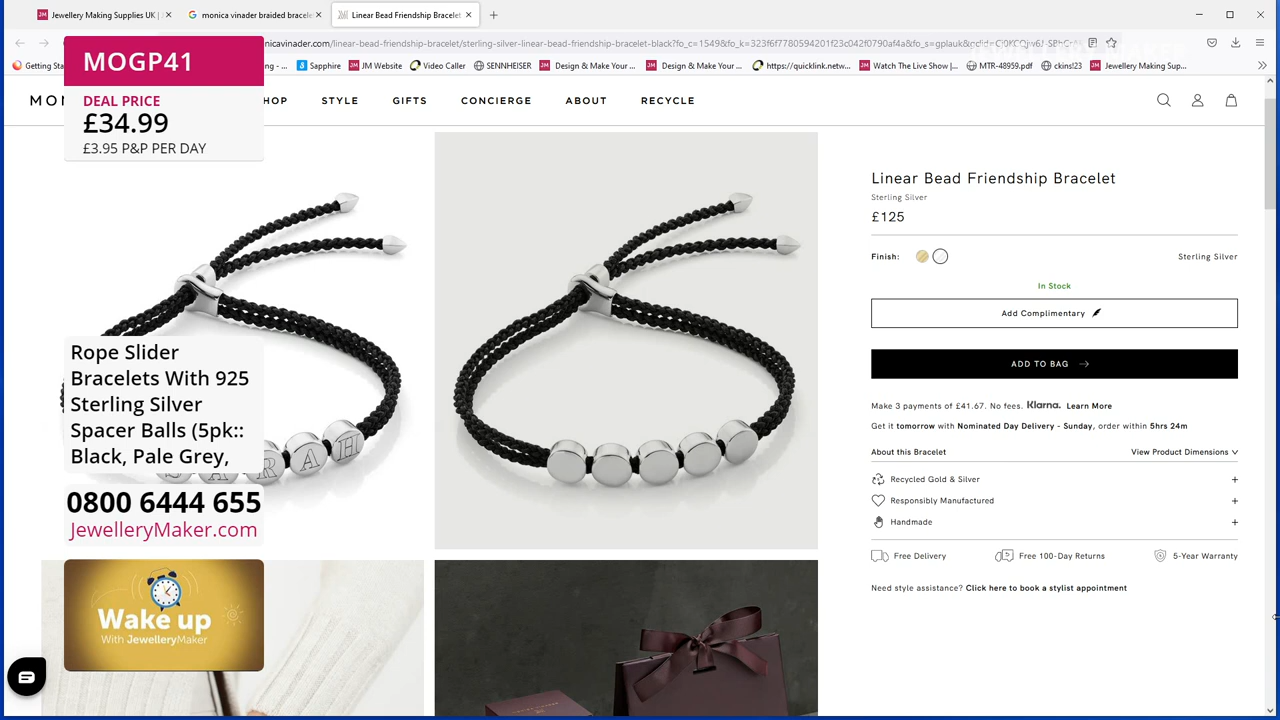 Jewellery Making Supplies UK |
monica vinader braided bracelet
Linear Bead Friendship Bracelet
Sapphire
JM Website
Video Caller
SENNHEISER
Design & Make Your ...
Design & Make Your ...
https://quicklink.netw...
Watch The Live Show |...
MTR-48959.pdf
ckins!23
Jewellery Making Sup...
MOGP41
DEAL PRICE
£34.99
£3.95 P&P PER DAY
STYLE
GIFTS
CONCIERGE
ABOUT
RECYCLE
Linear Bead Friendship Bracelet
Sterling Silver
£125
Finish:
Sterling Silver
In Stock
Add Complimentary
ADD TO BAG
Make 3 payments of £41.67. No fees. Klarna. Learn More
Get it tomorrow with Nominated Day Delivery - Sunday, order within 5hrs 24m
About this Bracelet
View Product Dimensions
Recycled Gold & Silver
Responsibly Manufactured
Handmade
Free Delivery
Free 100-Day Returns
5-Year Warranty
Need style assistance? Click here to book a stylist appointment
Rope Slider
Bracelets With 925
Sterling Silver
Spacer Balls (5pk::
Black, Pale Grey,
0800 6444 655
JewelleryMaker.com
Wake up
With JewelleryMaker